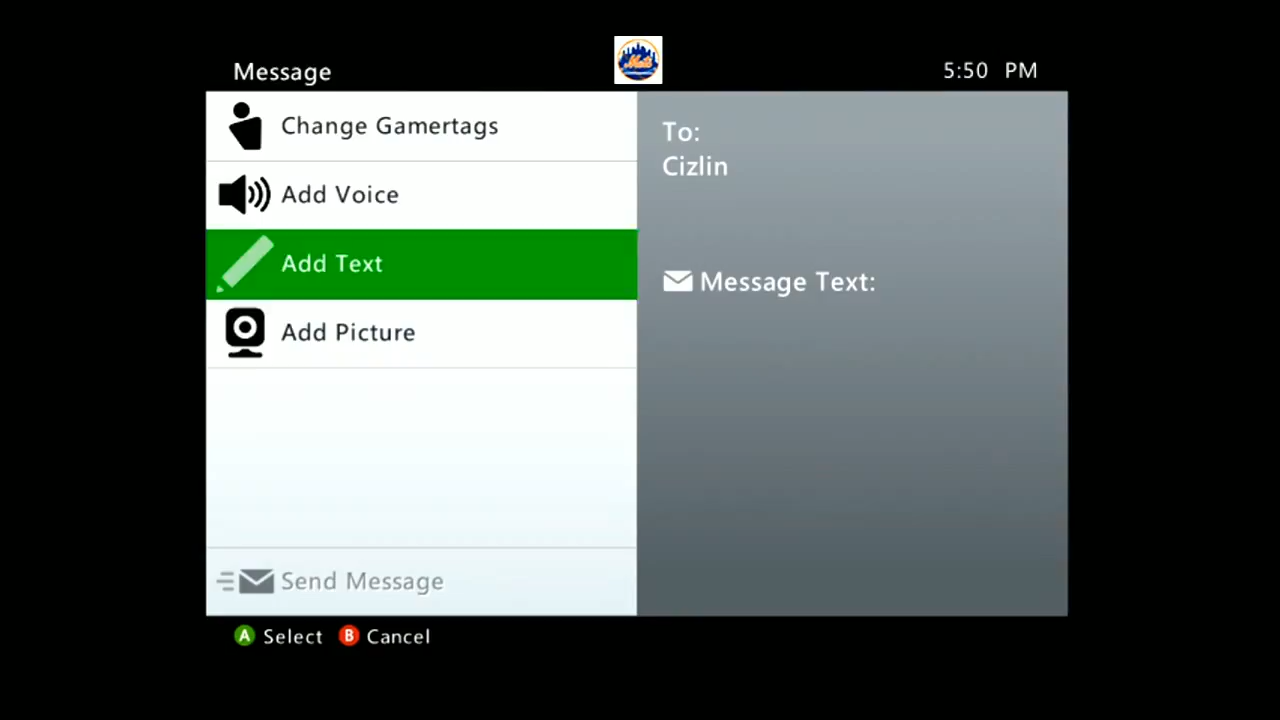 Message
Mets
5:50 PM
Change Gamertags
Add Voice
Add Text
Add Picture
Send Message
To:
Cizlin
Message Text:
A Select B Cancel